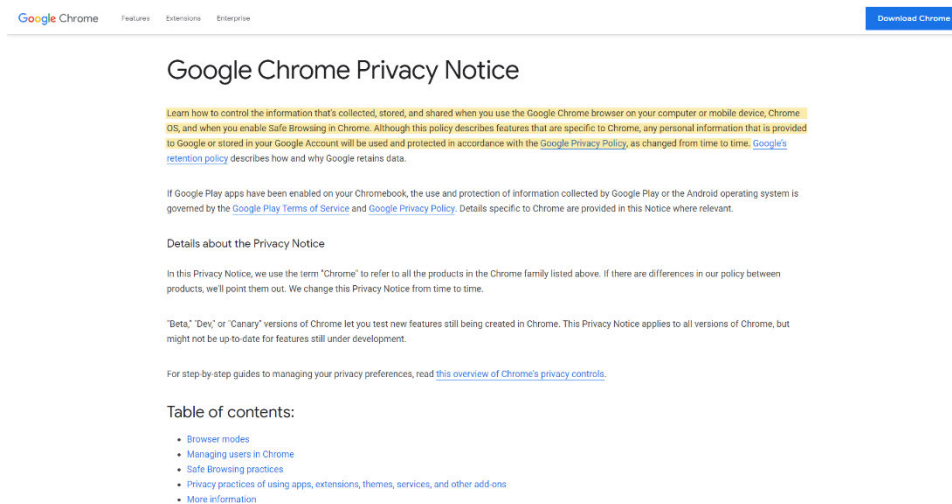 Google Chrome Features Extensions Enterprise Download Chrome
Google Chrome Privacy Notice
Learn how to control the information that's collected, stored, and shared when you use the Google Chrome browser on your computer or mobile device, Chrome
OS, and when you enable Safe Browsing in Chrome. Although this policy describes features that are specific to Chrome, any personal information that is provided
to Google or stored in your Google Account will be used and protected in accordance with the Google Privacy Policy, as changed from time to time. Google's
retention policy describes how and why Google retains data.
If Google Play apps have been enabled on your Chromebook, the use and protection of information collected by Google Play or the Android operating system is
governed by the Google Play Terms of Service and Google Privacy Policy. Details specific to Chrome are provided in this Notice where relevant.
Details about the Privacy Notice
In this Privacy Notice, we use the term "Chrome" to refer to all the products in the Chrome family listed above. If there are differences in our policy between
products, we'll point them out. We change this Privacy Notice from time to time.
"Beta," "Dev," or "Canary" versions of Chrome let you test new features still being created in Chrome. This Privacy Notice applies to all versions of Chrome, but
might not be up-to-date for features still under development.
For step-by-step guides to managing your privacy preferences, read this overview of Chrome's privacy controls.
Table of contents:
• Browser modes
• Managing users in Chrome
• Safe Browsing practices
• Privacy practices of using apps, extensions, themes, services, and other add-ons
• More information